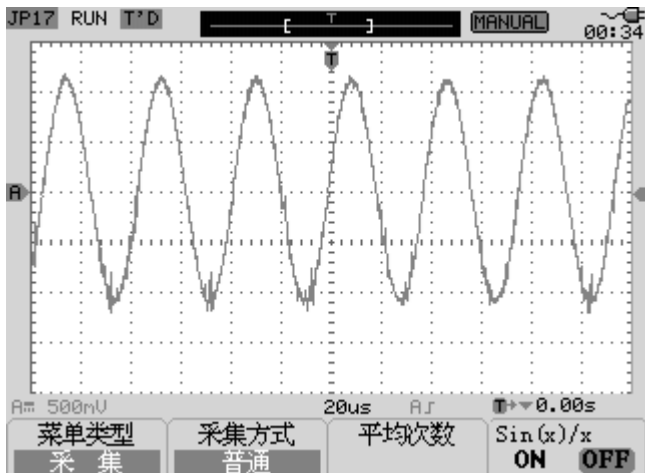 JP17 RUN T'D T MANUAL 00:34
T
A
A 500mV 20us A T 0.00s
菜单类型 采集方式 平均次数 Sin(x)/x
采 集 普通 ON OFF